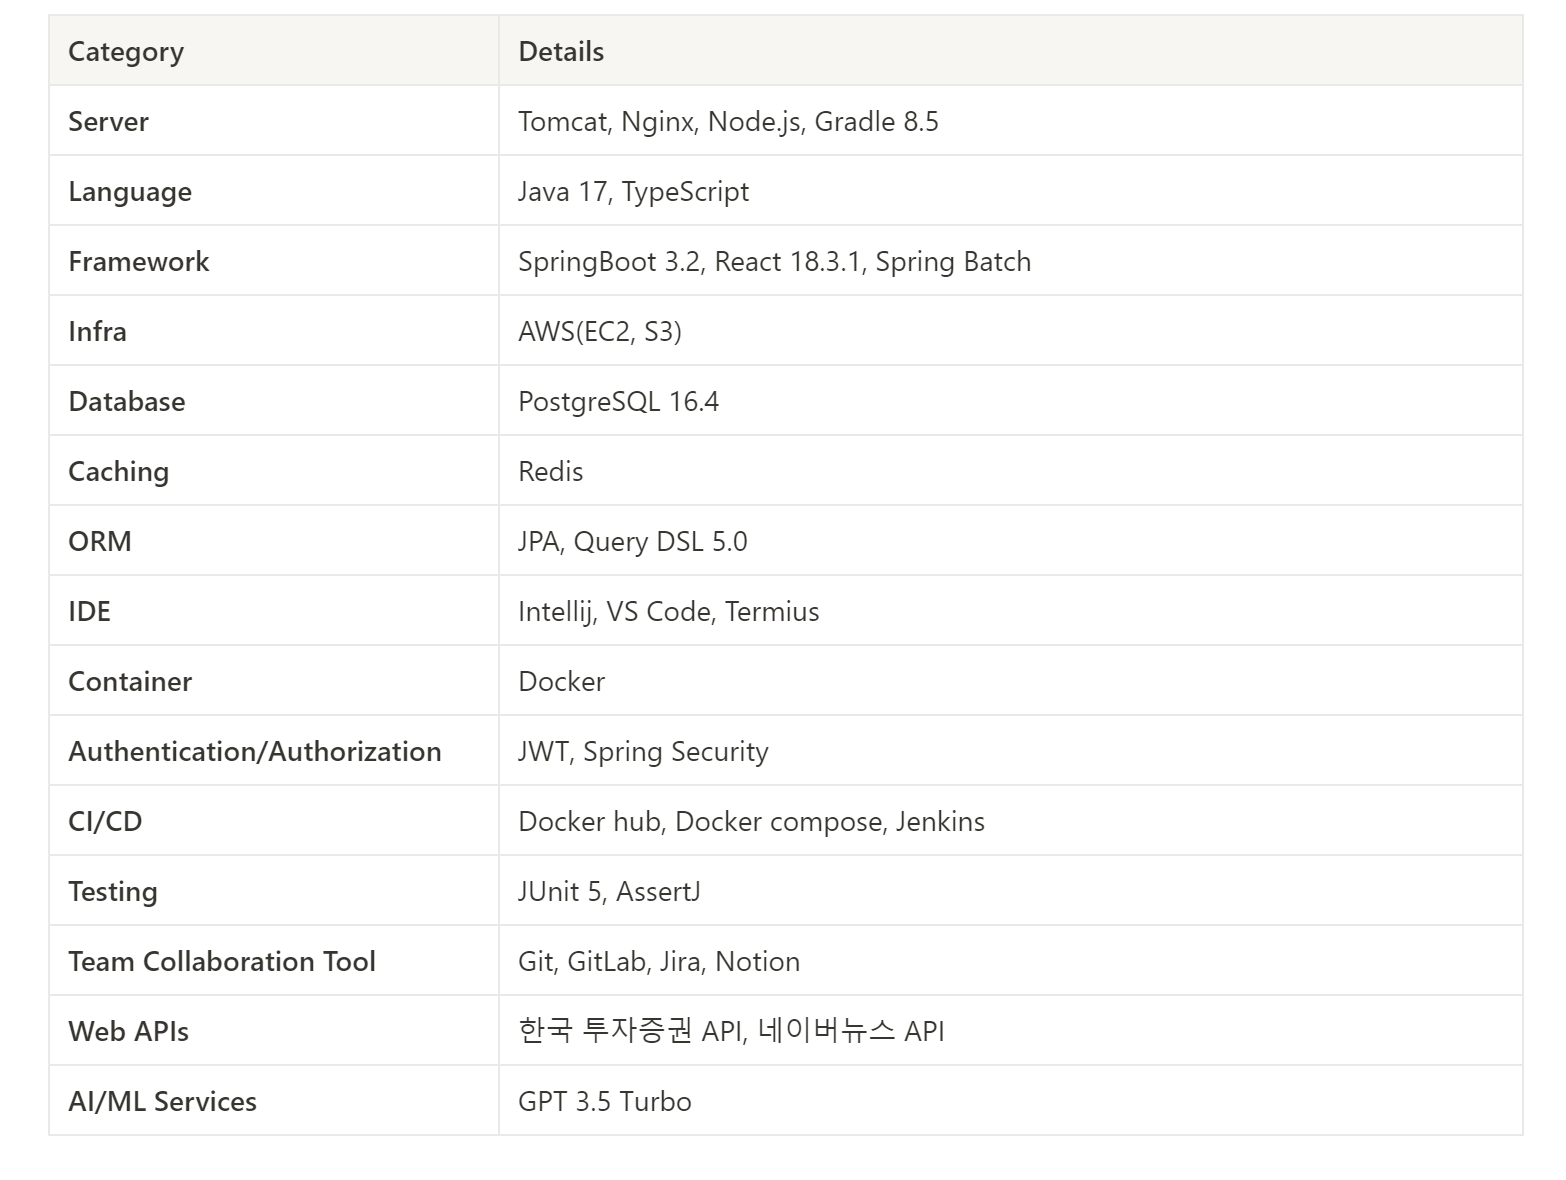 Category Details
Server Tomcat, Nginx, Node.js, Gradle 8.5
Language Java 17, TypeScript
Framework SpringBoot 3.2, React 18.3.1, Spring Batch
Infra AWS(EC2, S3)
Database PostgreSQL 16.4
Caching Redis
ORM JPA, Query DSL 5.0
IDE Intellij, VS Code, Termius
Container Docker
Authentication/Authorization JWT, Spring Security
CI/CD Docker hub, Docker compose, Jenkins
Testing JUnit 5, AssertJ
Team Collaboration Tool Git, GitLab, Jira, Notion
Web APIs 한국 투자증권 API, 네이버뉴스 API
AI/ML Services GPT 3.5 Turbo